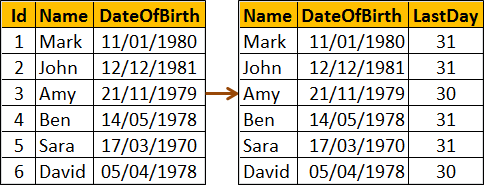 Id Name DateOfBirth Name DateOfBirth LastDay
1 Mark 11/01/1980 Mark 11/01/1980 31
2 John 12/12/1981 John 12/12/1981 31
3 Amy 21/11/1979 Amy 21/11/1979 30
4 Ben 14/05/1978 Ben 14/05/1978 31
5 Sara 17/03/1970 Sara 17/03/1970 31
6 David 05/04/1978 David 05/04/1978 30